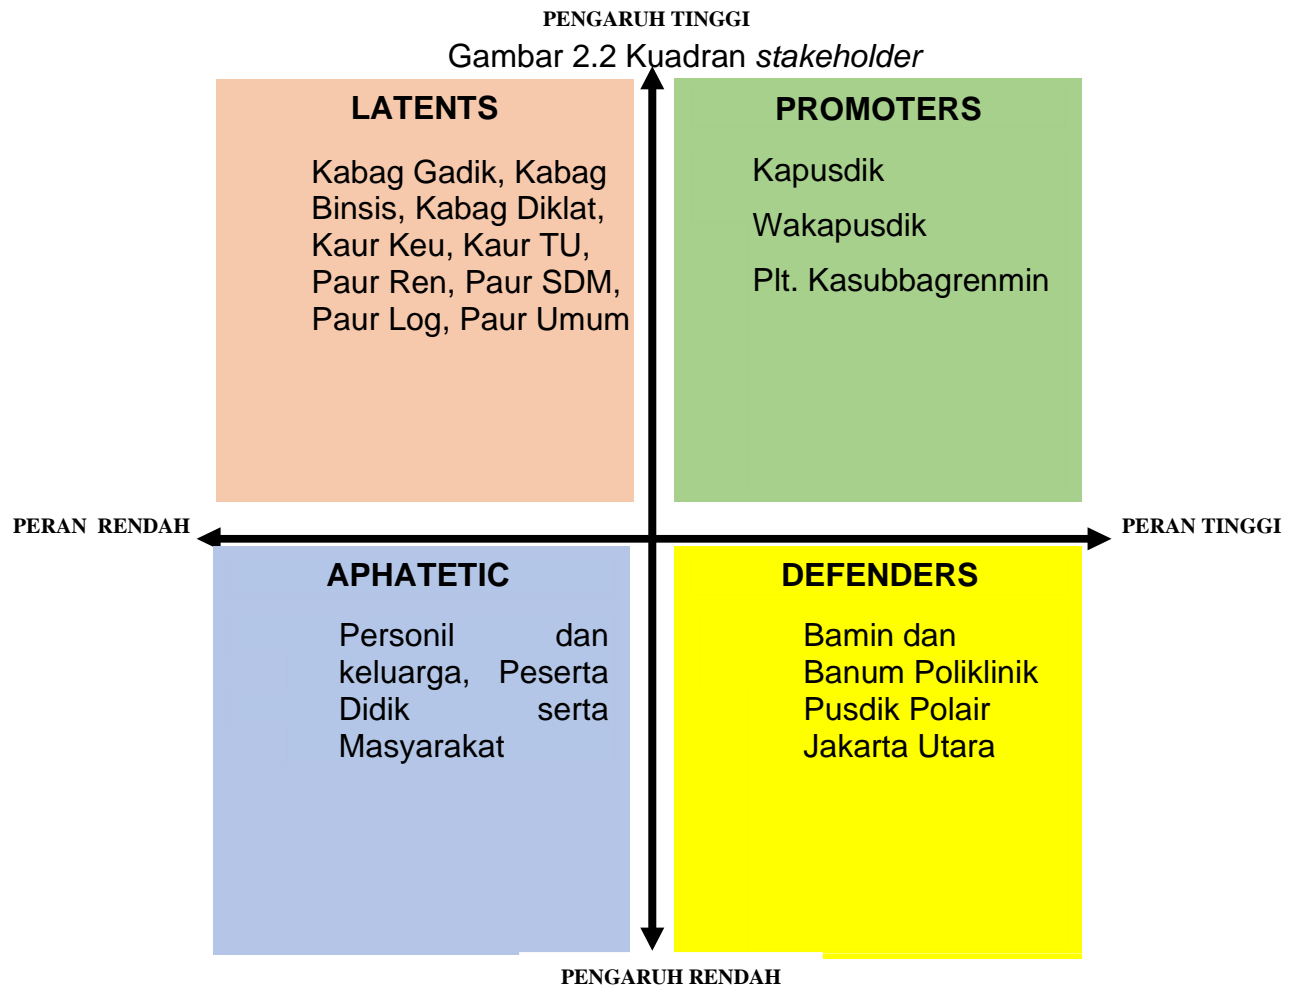 PENGARUH TINGGI
Gambar 2.2 Kuadran stakeholder
LATENTS
Kabag Gadik, Kabag
Binsis, Kabag Diklat,
Kaur Keu, Kaur TU,
Paur Ren, Paur SDM,
Paur Log, Paur Umum
PROMOTERS
Kapusdik
Wakapusdik
Plt. Kasubbagrenmin
PERAN RENDAH
PERAN TINGGI
APHATETIC
Personil dan
keluarga, Peserta
Didik serta
Masyarakat
DEFENDERS
Bamin dan
Banum Poliklinik
Pusdik Polair
Jakarta Utara
PENGARUH RENDAH